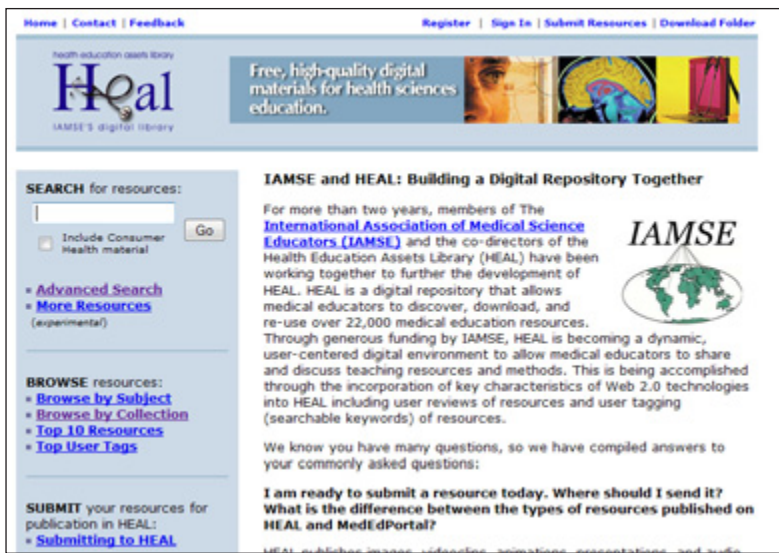 Home | Contact | Feedback
Register | Sign In | Submit Resources | Download Folder
health education assets library
Heal
IAMSE'S digital library
Free, high-quality digital
materials for health sciences
education.
SEARCH for resources:
Go
Include Consumer
Health material
Advanced Search
More Resources
(experimental)
BROWSE resources:
Browse by Subject
Browse by Collection
Top 10 Resources
Top User Tags
SUBMIT your resources for
publication in HEAL:
Submitting to HEAL
IAMSE and HEAL: Building a Digital Repository Together
For more than two years, members of The
International Association of Medical Science
Educators (IAMSE) and the co-directors of the
Health Education Assets Library (HEAL) have been
working together to further the development of
HEAL. HEAL is a digital repository that allows
medical educators to discover, download, and
re-use over 22,000 medical education resources.
Through generous funding by IAMSE, HEAL is becoming a dynamic,
user-centered digital environment to allow medical educators to share
and discuss teaching resources and methods. This is being accomplished
through the incorporation of key characteristics of Web 2.0 technologies
into HEAL including user reviews of resources and user tagging
(searchable keywords) of resources.
IAMSE
We know you have many questions, so we have compiled answers to
your commonly asked questions:
I am ready to submit a resource today. Where should I send it?
What is the difference between the types of resources published on
HEAL and MedEdPortal?
HEAL publishes images, videoclips, animations, presentations, and audio